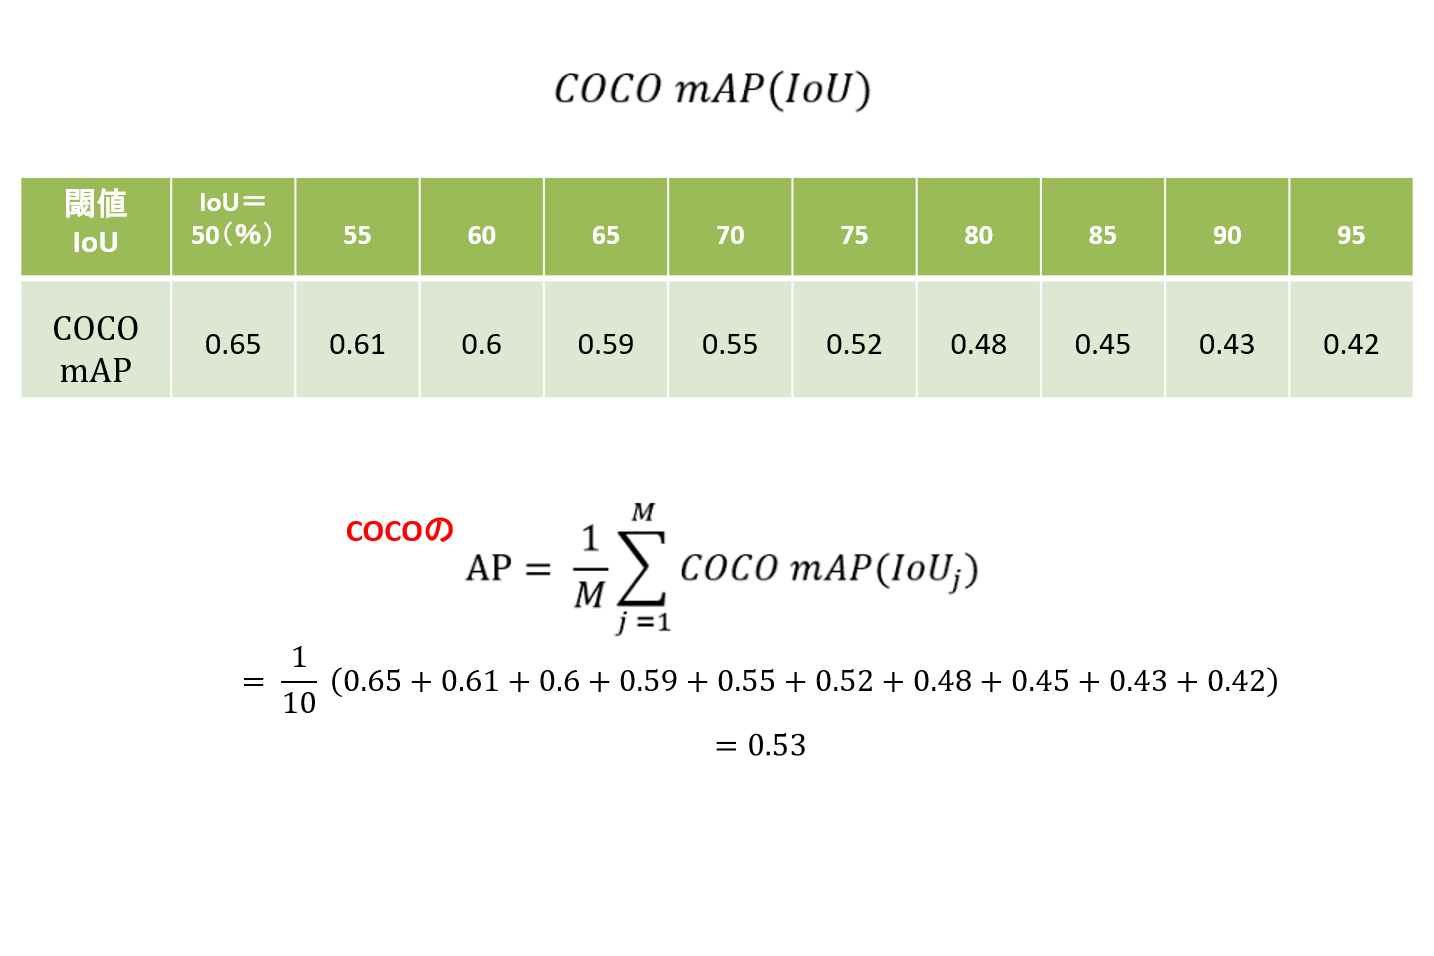 COCO mAP(IoU)
閾値 IoU＝
IoU 50（％） 55 60 65 70 75 80 85 90 95
COCO
mAP 0.65 0.61 0.6 0.59 0.55 0.52 0.48 0.45 0.43 0.42
COCOの
AP = 1/M ∑_{j=1}^{M} COCO mAP(IoU_j)
= 1/10 (0.65 + 0.61 + 0.6 + 0.59 + 0.55 + 0.52 + 0.48 + 0.45 + 0.43 + 0.42)
= 0.53